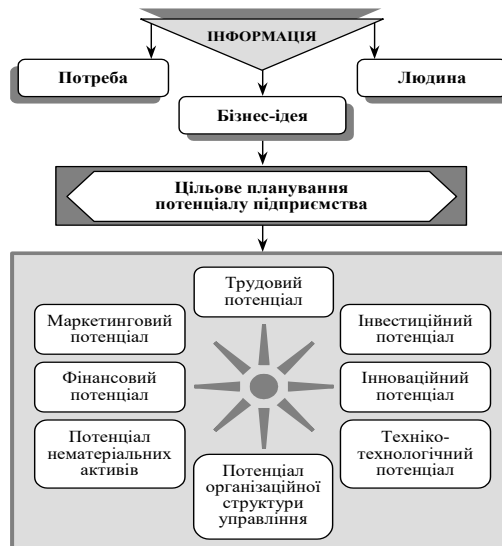 ІНФОРМАЦІЯ
Потреба
Людина
Бізнес-ідея
Цільове планування
потенціалу підприємства
Трудовий
потенціал
Маркетинговий
потенціал
Інвестиційний
потенціал
Фінансовий
потенціал
Інноваційний
потенціал
Потенціал
нематеріальних
активів
Техніко-
технологічний
потенціал
Потенціал
організаційної
структури
управління